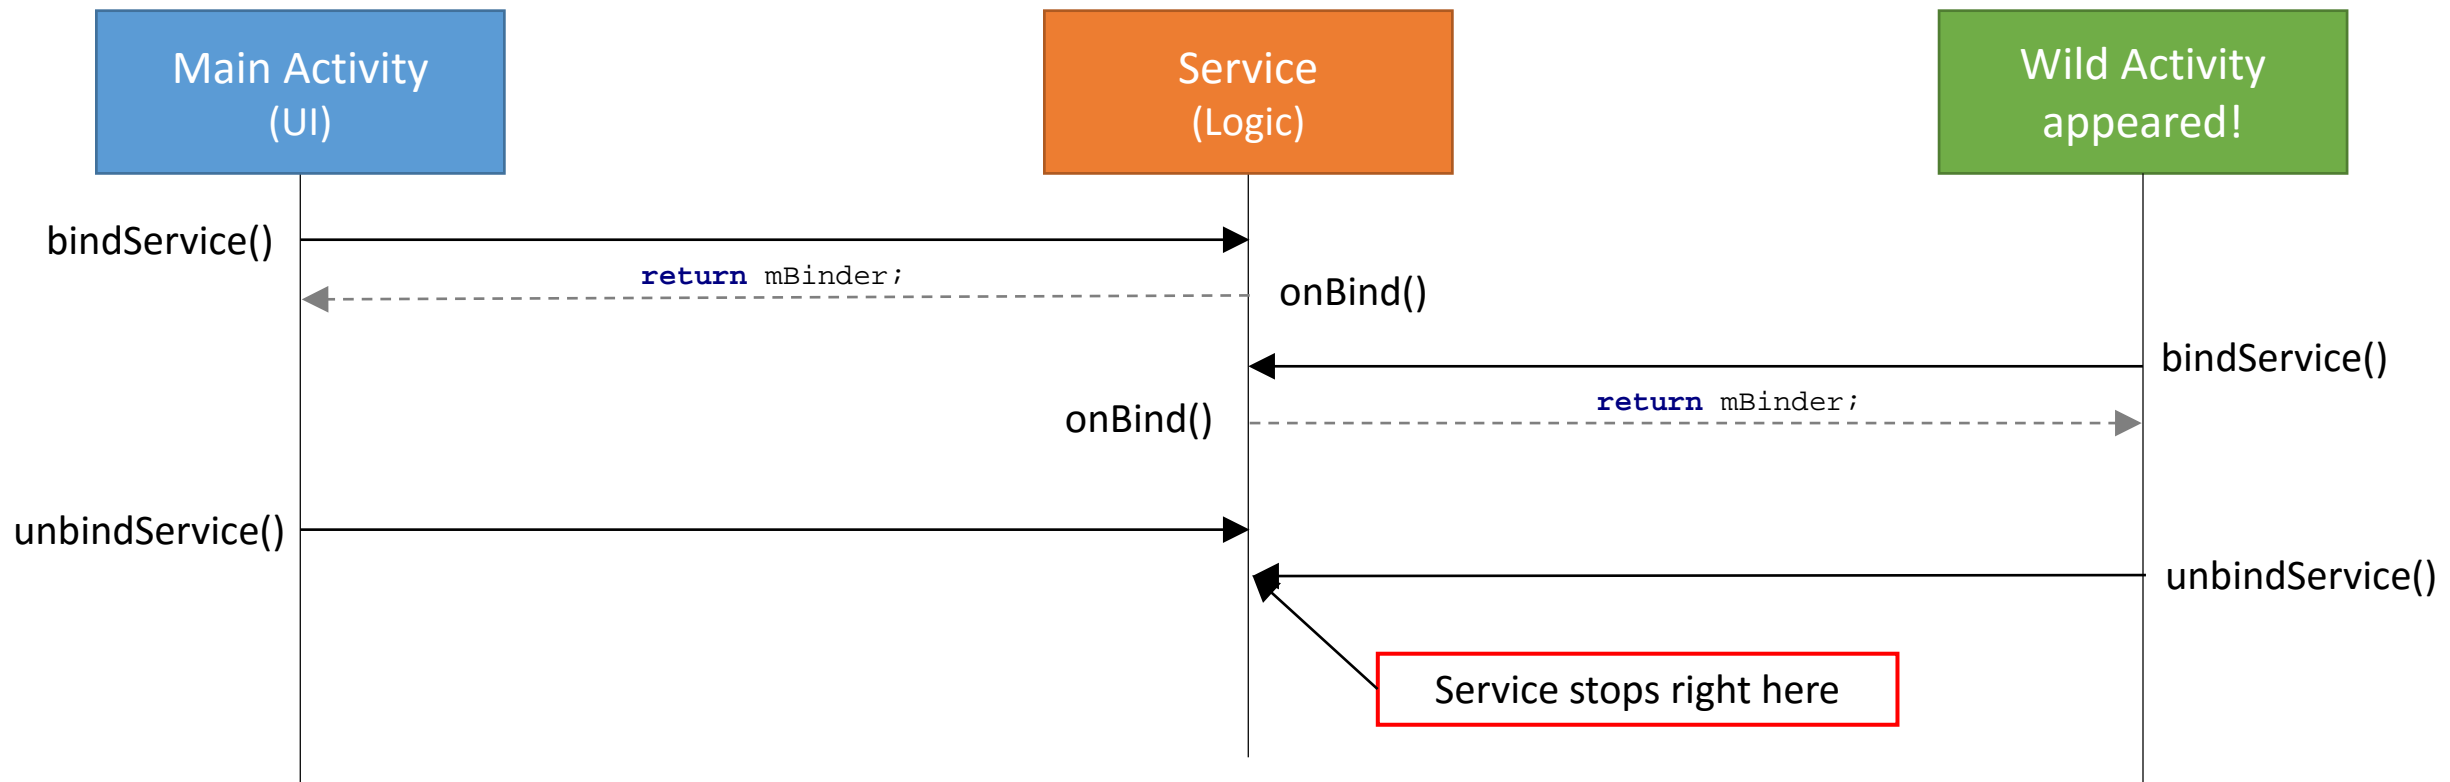 Main Activity
(UI)
Service
(Logic)
Wild Activity
appeared!
bindService()
return mBinder;
onBind()
bindService()
return mBinder;
onBind()
unbindService()
unbindService()
Service stops right here